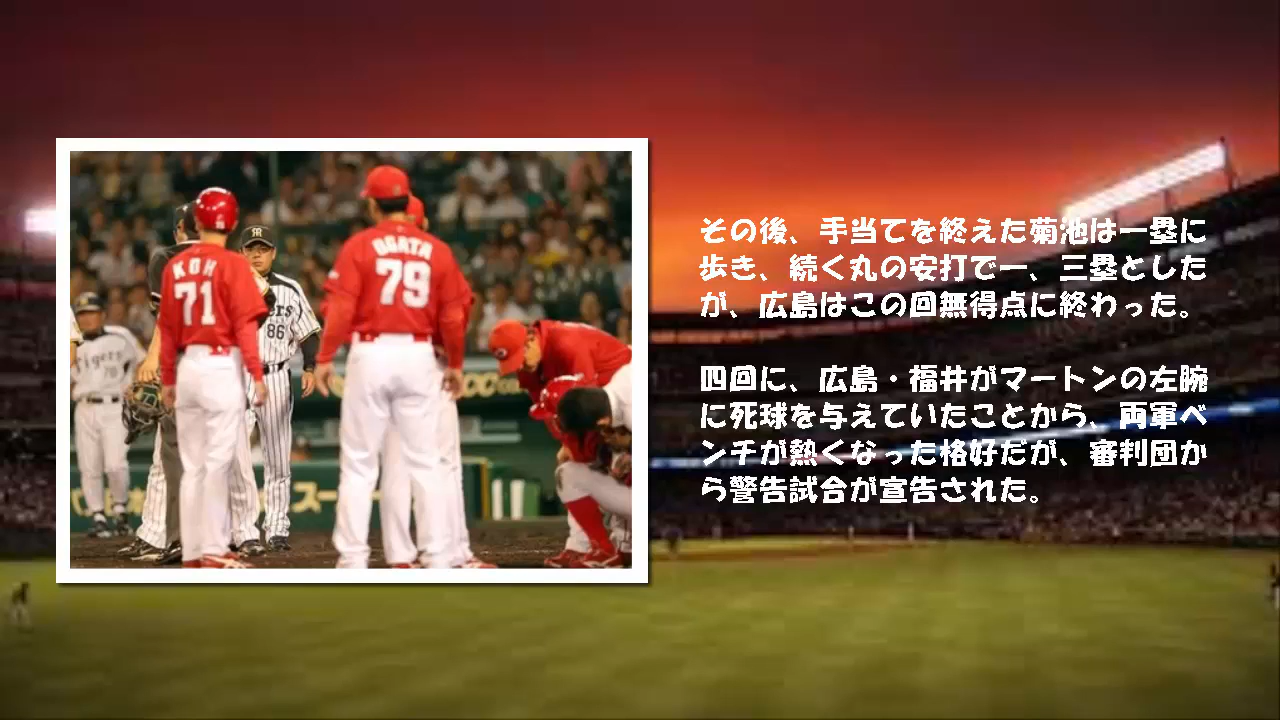 その後、手当てを終えた菊池は一塁に
歩き、続く丸の安打で一、三塁とした
が、広島はこの回無得点に終わった。
四回に、広島・福井がマートンの左腕
に死球を与えていたことから、両軍ベ
ンチが熱くなった格好だが、審判団か
ら警告試合が宣告された。
KOH
71
OGATA
79
86
Tigers
78